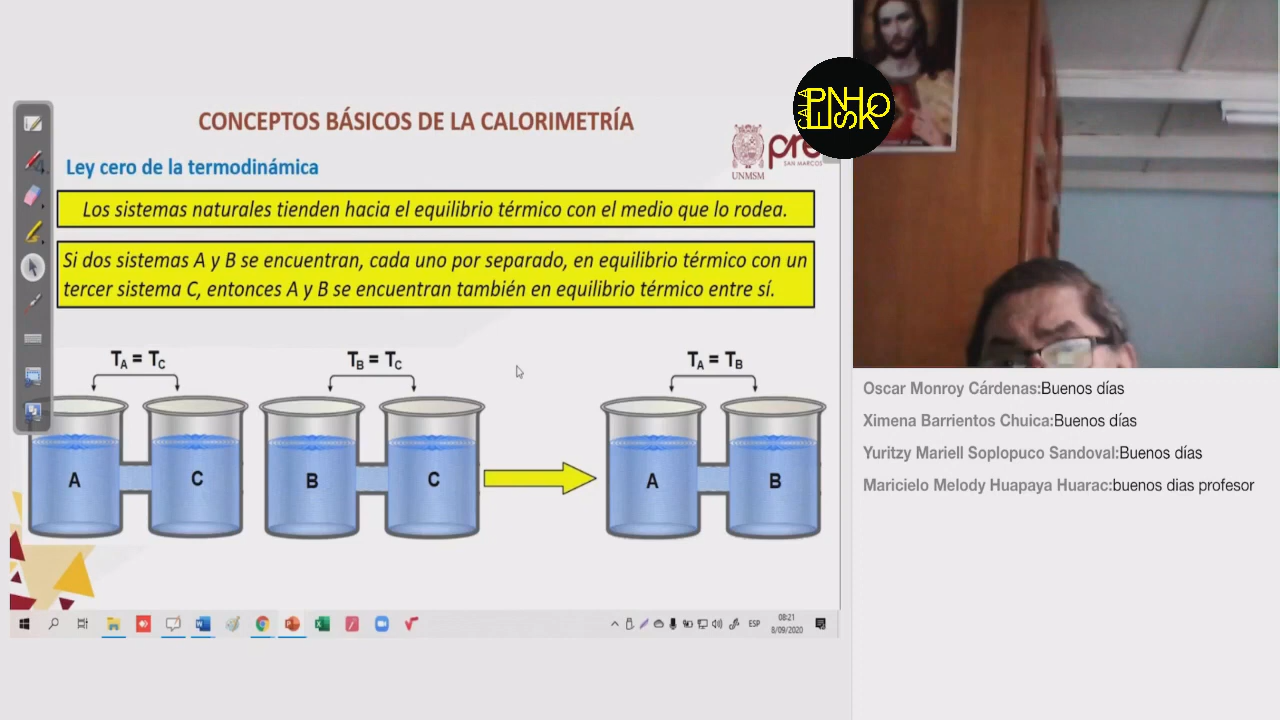 CONCEPTOS BÁSICOS DE LA CALORIMETRÍA
UNMSM
pre
SAN MARCOS
Ley cero de la termodinámica
Los sistemas naturales tienden hacia el equilibrio térmico con el medio que lo rodea.
Si dos sistemas A y B se encuentran, cada uno por separado, en equilibrio térmico con un
tercer sistema C, entonces A y B se encuentran también en equilibrio térmico entre sí.
TA = TC
TB = TC
TA = TB
A
C
B
C
A
B
ESP
08:21
8/09/2020
Oscar Monroy Cárdenas:Buenos días
Ximena Barrientos Chuica:Buenos días
Yuritzy Mariell Soplopuco Sandoval:Buenos días
Maricielo Melody Huapaya Huarac:buenos dias profesor